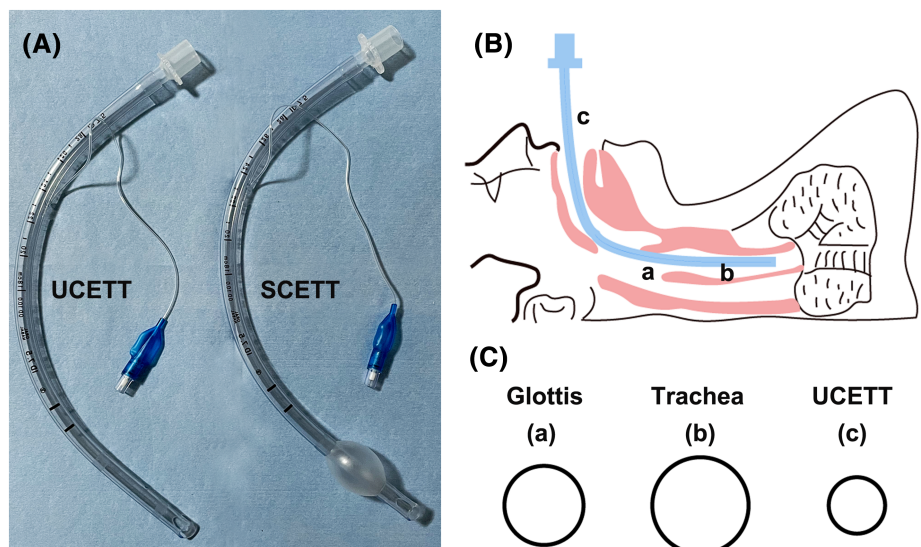 (A)
UCETT
SCETT
(B)
c
a
b
(C)
Glottis
Trachea
UCETT
(a)
(b)
(c)